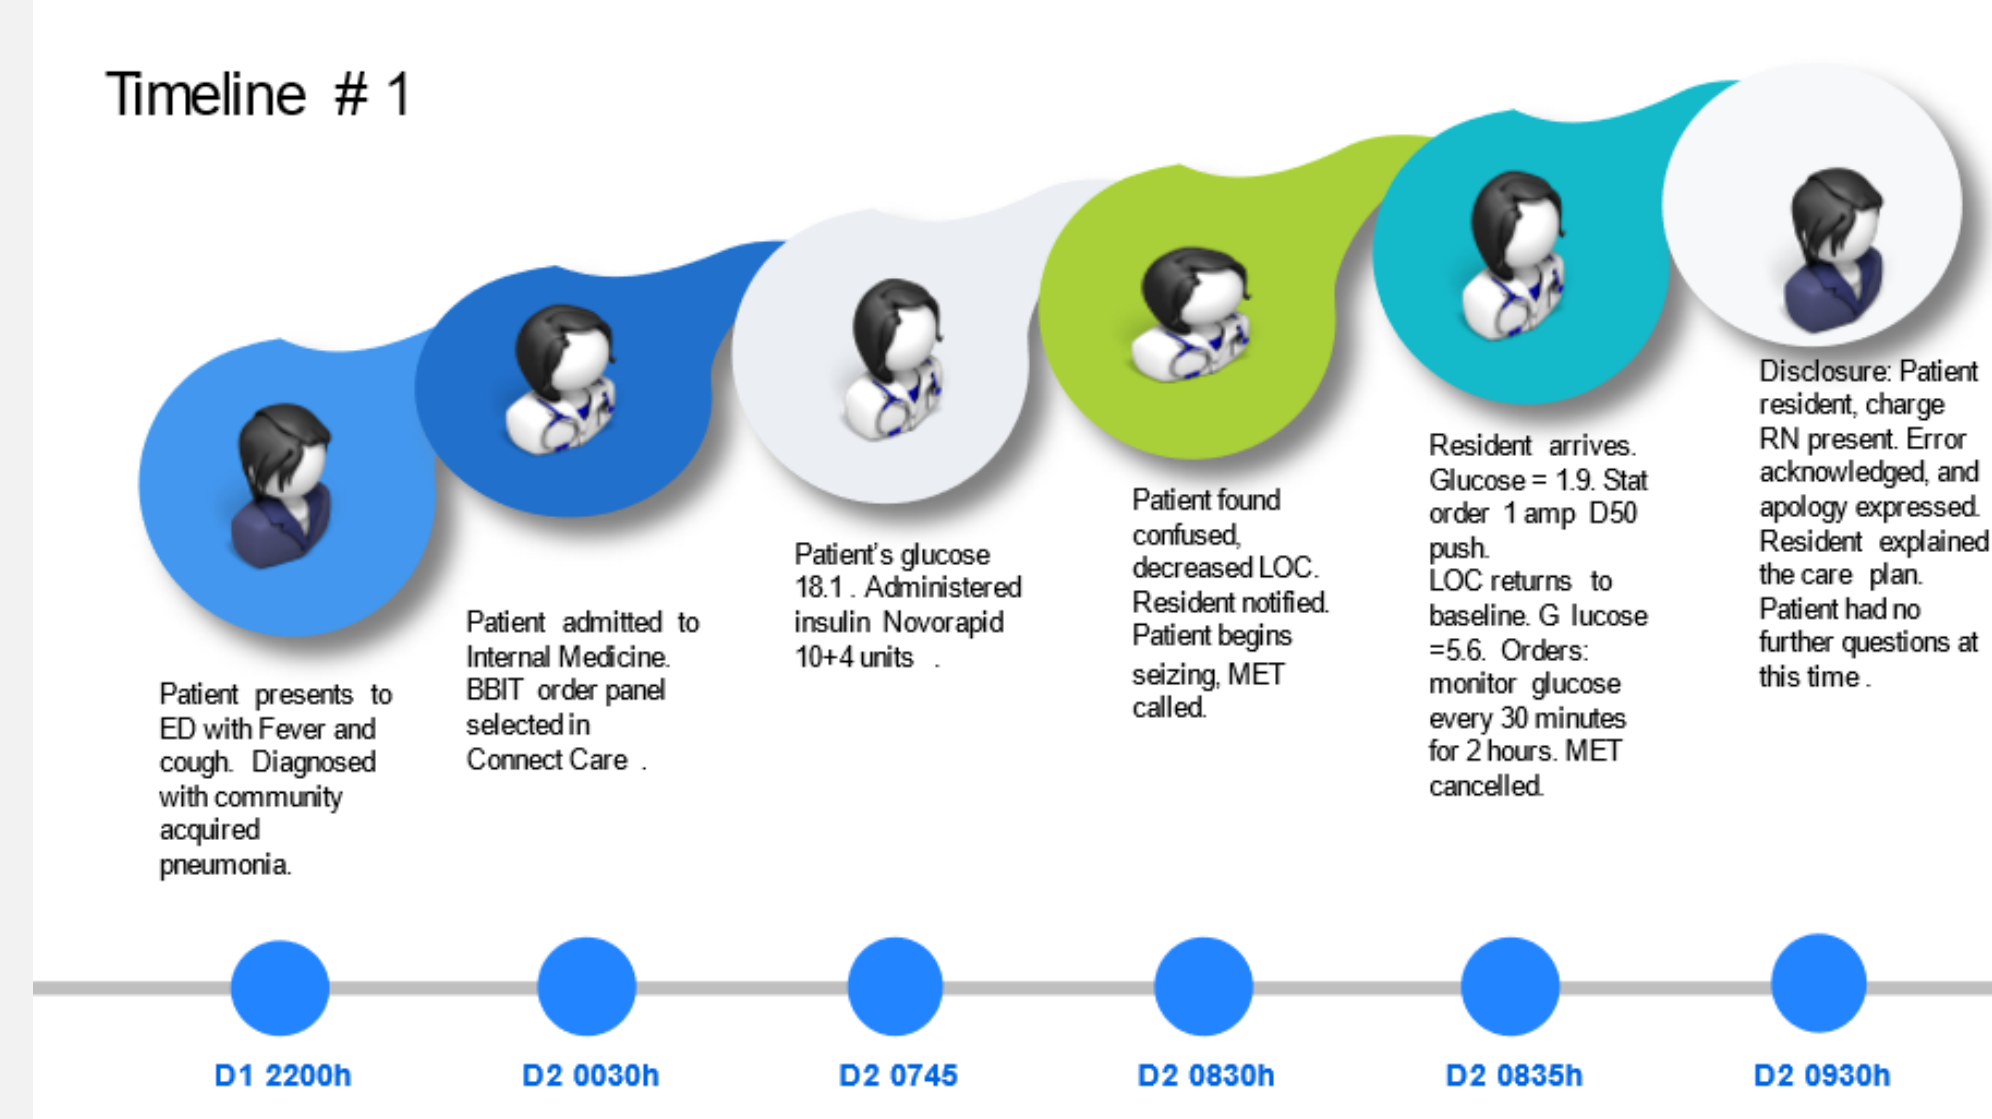 Timeline # 1
Patient presents to
ED with Fever and
cough. Diagnosed
with community
acquired
pneumonia.
Patient admitted to
Internal Medicine.
BBIT order panel
selected in
Connect Care .
Patient's glucose
18.1 . Administered
insulin Novorapid
10+4 units .
Patient found
confused,
decreased LOC.
Resident notified.
Patient begins
seizing, MET
called.
Resident arrives.
Glucose = 1.9. Stat
order 1 amp D50
push.
LOC returns to
baseline. G lucose
=5.6. Orders:
monitor glucose
every 30 minutes
for 2 hours. MET
cancelled.
Disclosure: Patient
resident, charge
RN present. Error
acknowledged, and
apology expressed.
Resident explained
the care plan.
Patient had no
further questions at
this time .
D1 2200h
D2 0030h
D2 0745
D2 0830h
D2 0835h
D2 0930h